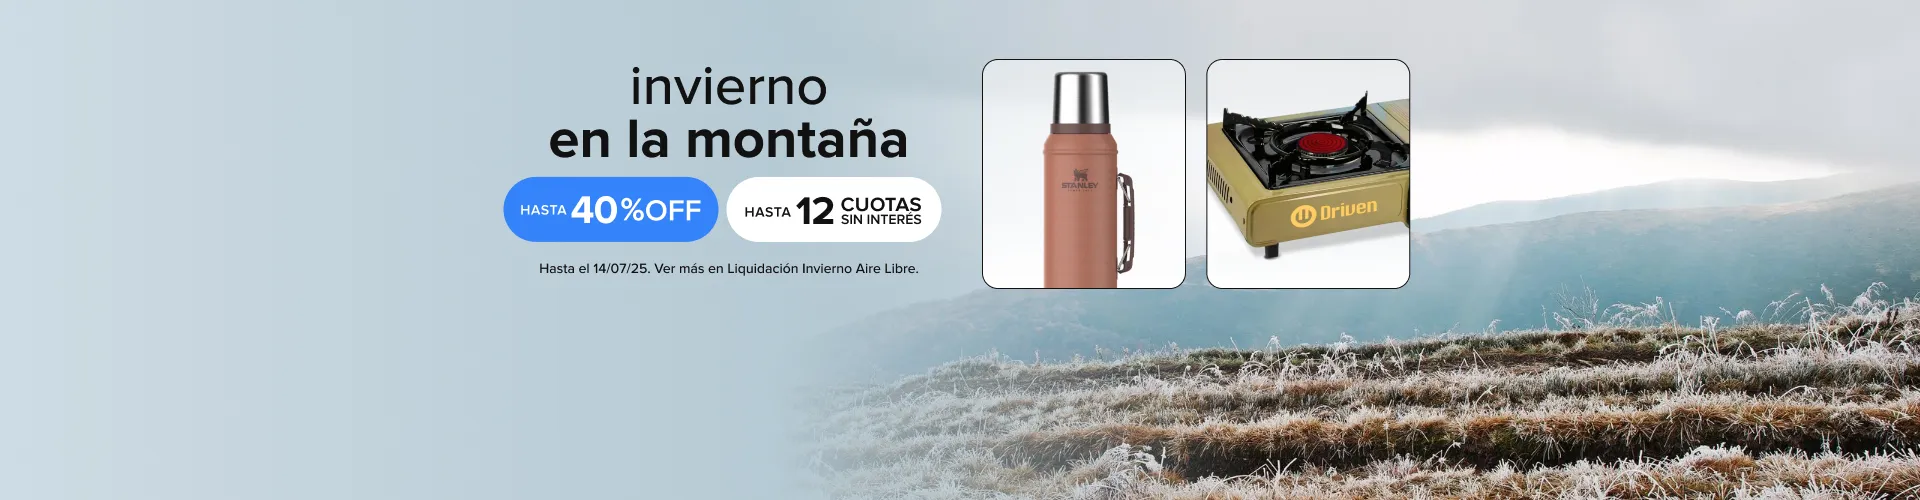 invierno
en la montaña
HASTA 40%OFF
HASTA 12 CUOTAS SIN INTERÉS
Hasta el 14/07/25. Ver más en Liquidación Invierno Aire Libre.
STANLEY
Driven